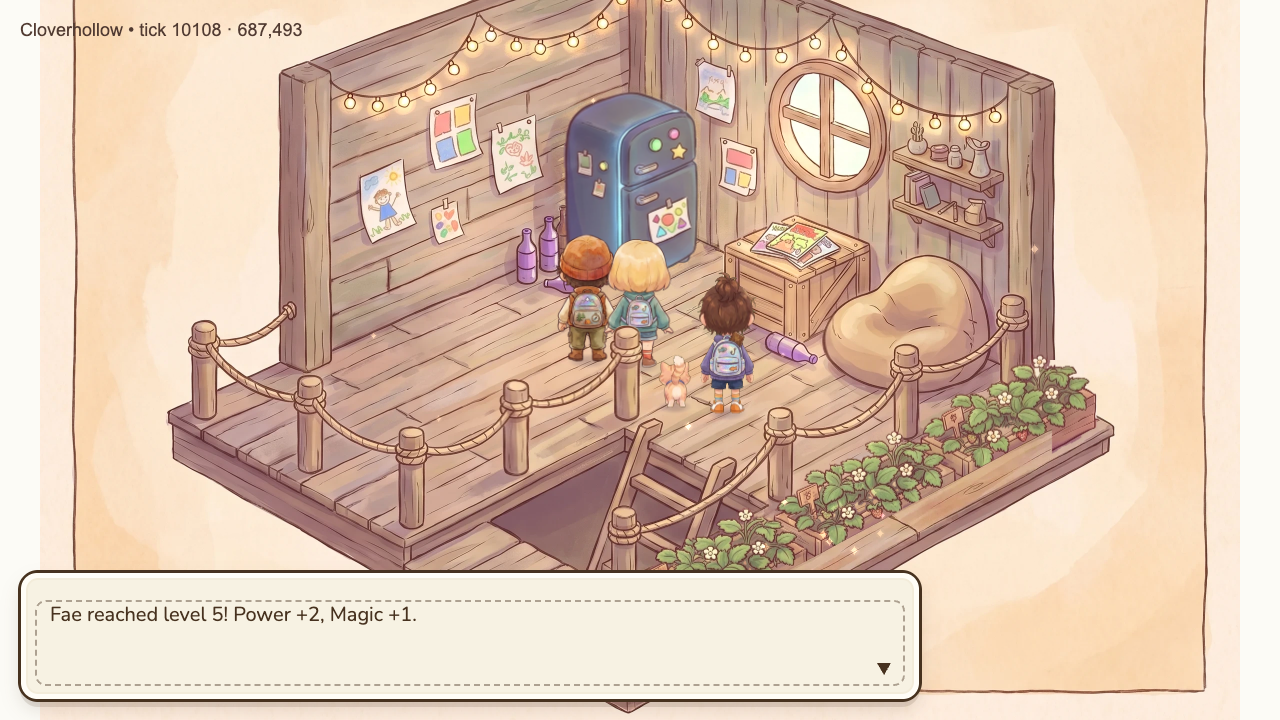 Cloverhollow • tick 10108 · 687,493
Fae reached level 5! Power +2, Magic +1.